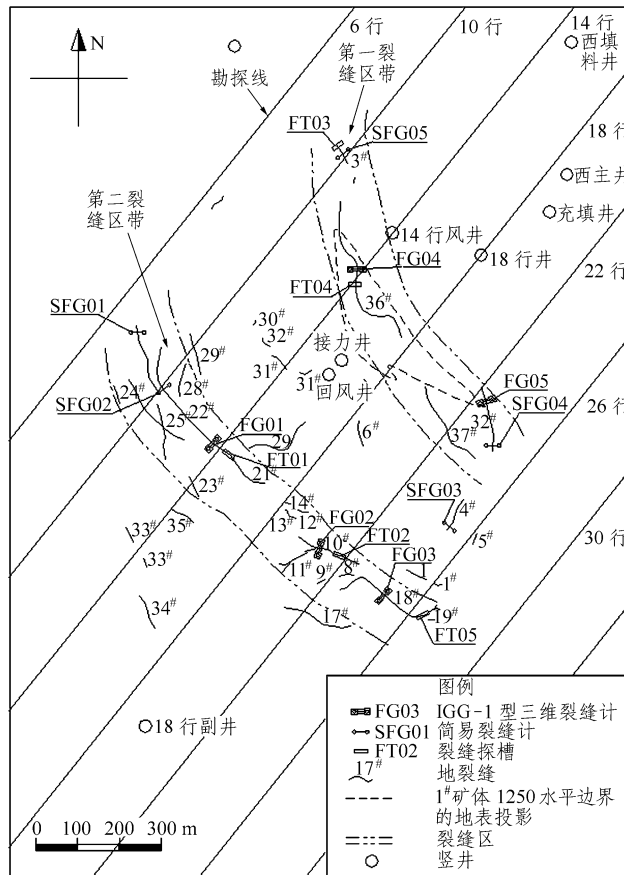 6 行
10 行
14 行
西填
料井
N
第一裂
缝区带
勘探线
FT03
SFG05
3#
18 行
西主井
充填井
第二裂
缝区带
14 行风井
18 行井
22 行
FG04
FT04
36#
SFG01
30#
32#
接力井
29#
31#
31#
回风井
28#
24#
FG05
SFG02
25#
22#
32#
SFG04
26 行
FG01
29
6#
37#
FT01
21#
23#
SFG03
14#
4#
13#
12#
FG02
35#
33#
10#
FT02
5#
30 行
FG03
33#
11#
9#
8#
1
1#
34#
18#
17#
19#
FT05
18 行副井
图例
FG03 IGG-1 型三维裂缝计
SFG01 简易裂缝计
FT02 裂缝探槽
17# 地裂缝
1#矿体 1250 水平边界
的地表投影
裂缝区
竖井
0 100 200 300 m